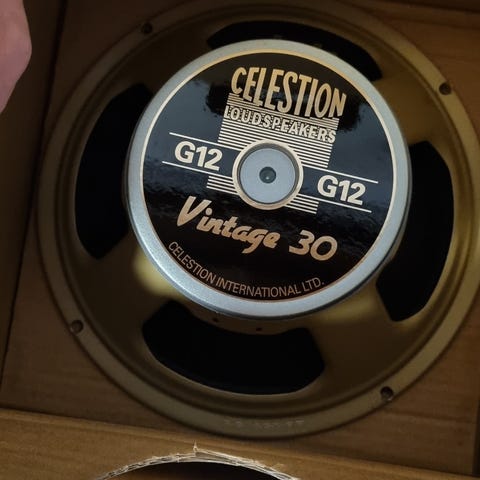 CELESTION
LOUDSPEAKERS
G12 G12
Vintage 30
CELESTION INTERNATIONAL LTD.